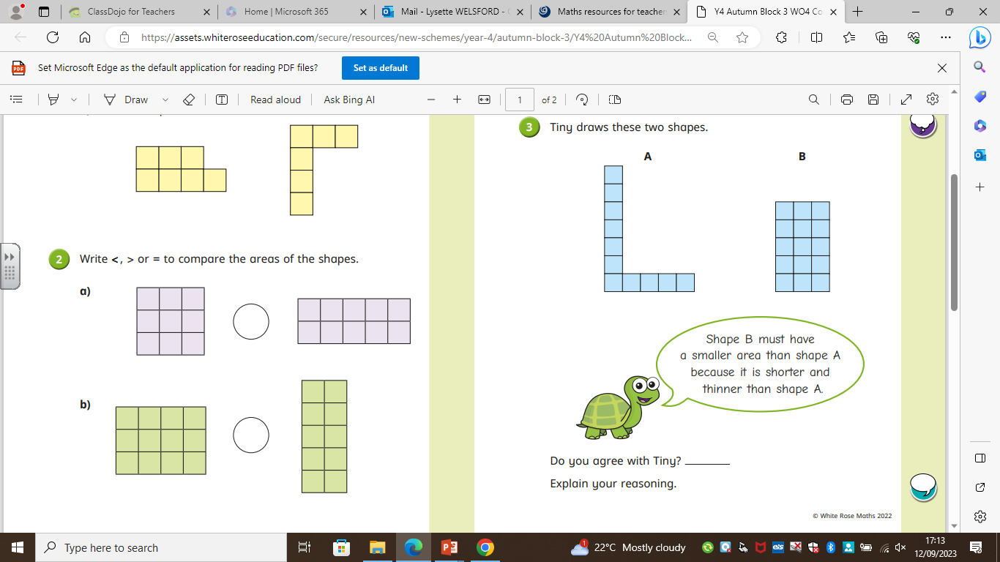 ClassDojo for Teachers
Home | Microsoft 365
Mail - Lysette WELSFORD -
Maths resources for teacher
Y4 Autumn Block 3 WO4 Co
https://assets.whiteroseeducation.com/secure/resources/new-schemes/year-4/autumn-block-3/Y4%20Autumn%20Block...
PDF
Set Microsoft Edge as the default application for reading PDF files?
Set as default
Draw
Read aloud
Ask Bing AI
1
of 2
2
Write <, > or = to compare the areas of the shapes.
a)
b)
3
Tiny draws these two shapes.
A
B
Shape B must have
a smaller area than shape A
because it is shorter and
thinner than shape A.
Do you agree with Tiny?
Explain your reasoning.
© White Rose Maths 2022
Type here to search
1
22°C Mostly cloudy
eis
17:13
12/09/2023